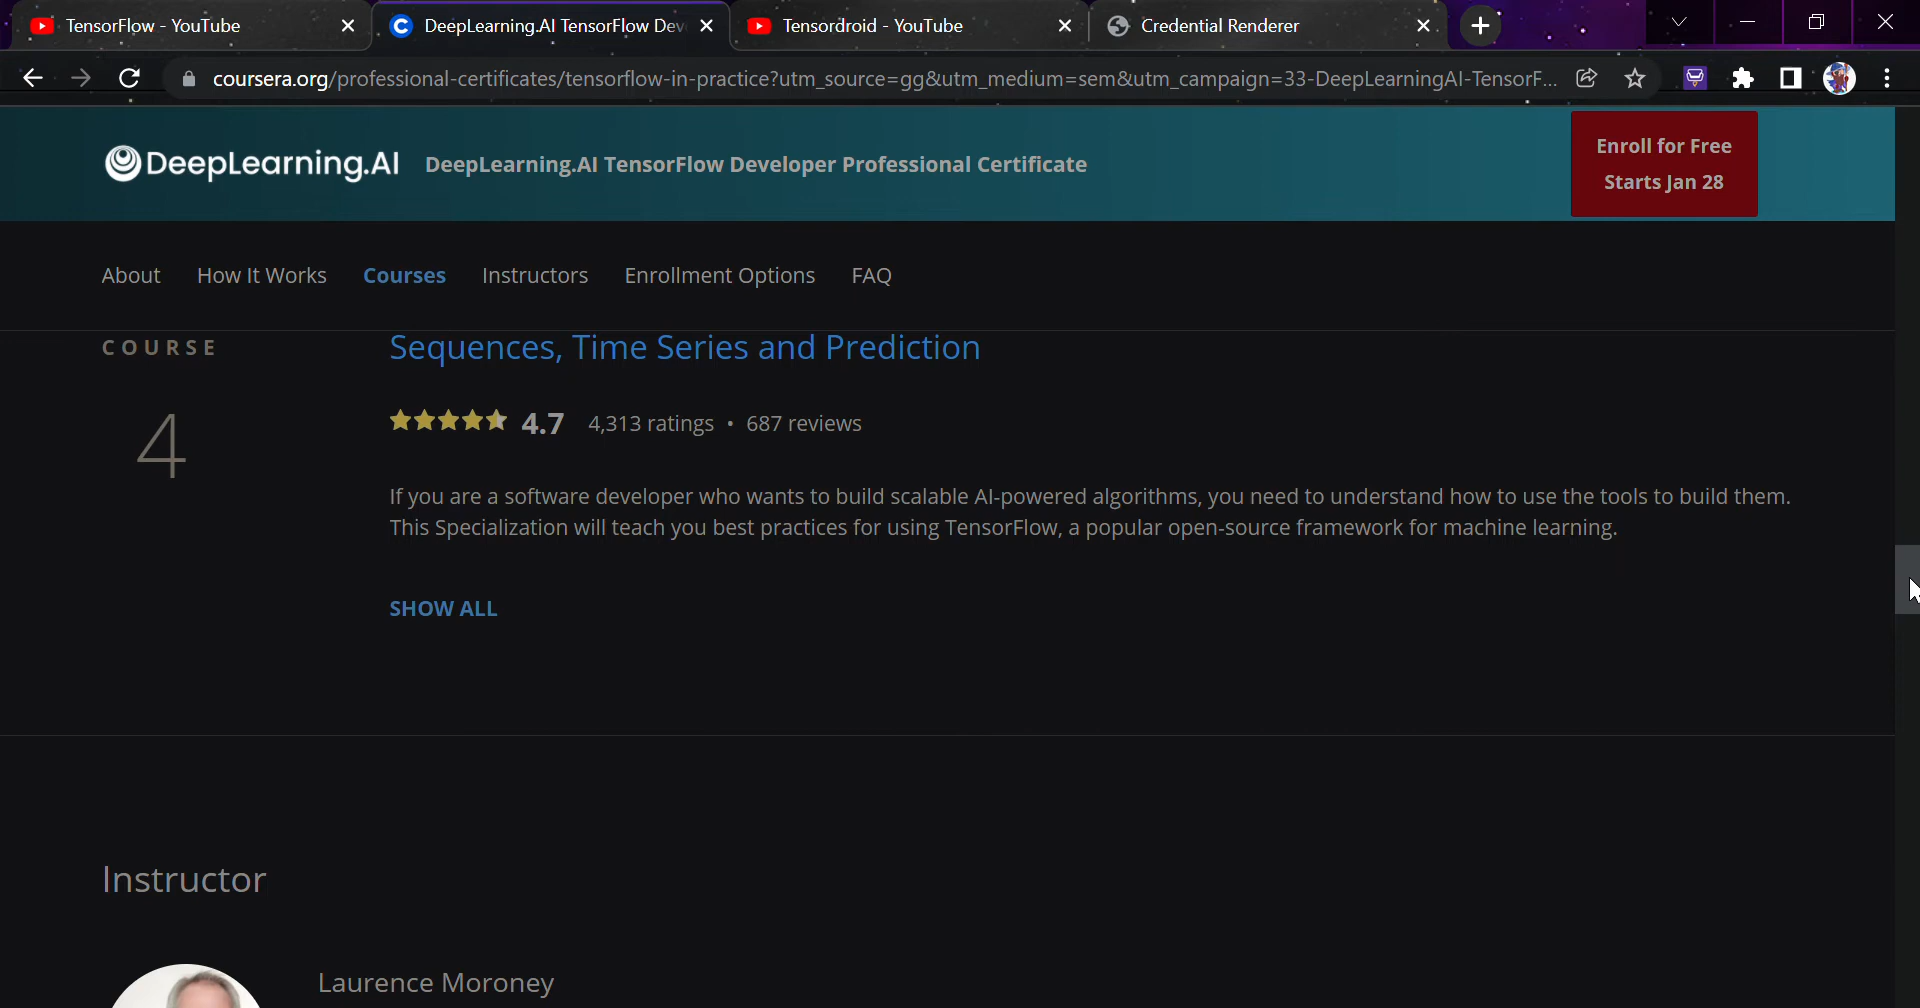 TensorFlow - YouTube
DeepLearning.AI TensorFlow Dev
Tensordroid - YouTube
Credential Renderer
coursera.org/professional-certificates/tensorflow-in-practice?utm_source=gg&utm_medium=sem&utm_campaign=33-DeepLearningAI-TensorF...
DeepLearning.AI
DeepLearning.AI TensorFlow Developer Professional Certificate
Enroll for Free
Starts Jan 28
About How It Works Courses Instructors Enrollment Options FAQ
COURSE
4
Sequences, Time Series and Prediction
4.7 4,313 ratings • 687 reviews
If you are a software developer who wants to build scalable AI-powered algorithms, you need to understand how to use the tools to build them.
This Specialization will teach you best practices for using TensorFlow, a popular open-source framework for machine learning.
SHOW ALL
Instructor
Laurence Moroney